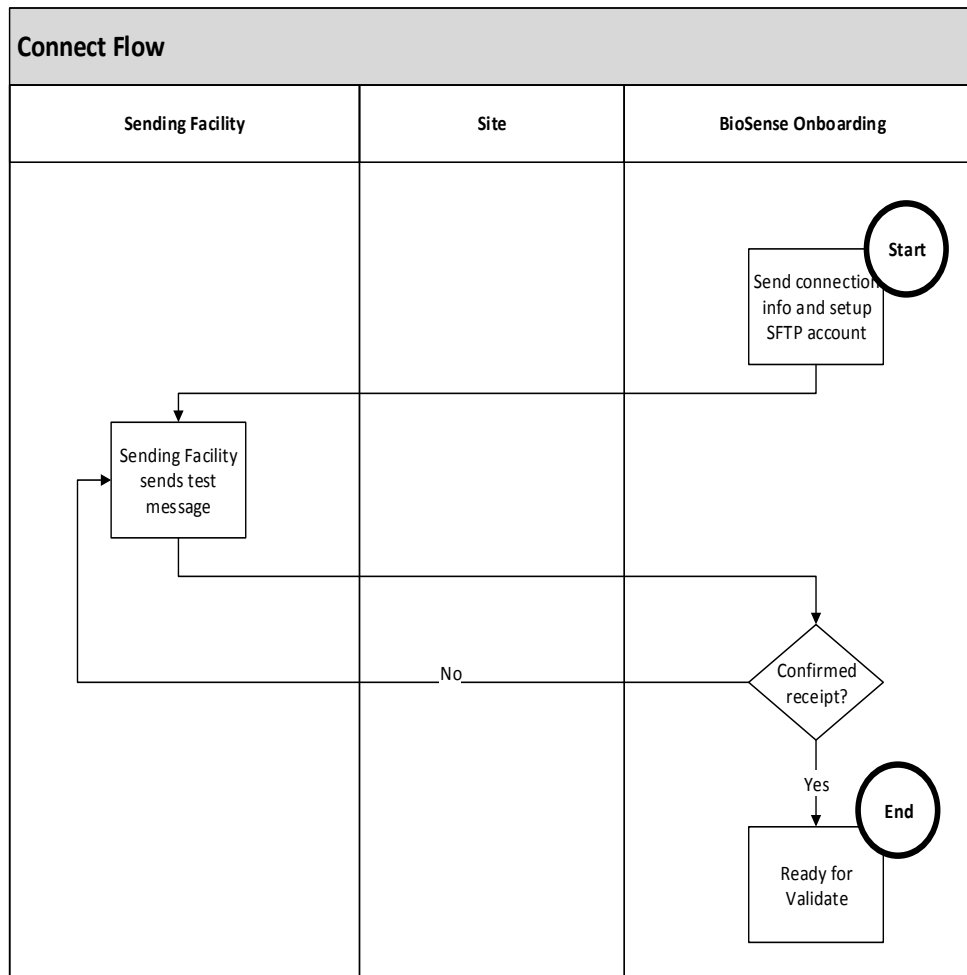 Connect Flow
Sending Facility
Site
BioSense Onboarding
Start
Send connection
info and setup
SFTP account
Sending Facility
sends test
message
Confirmed
receipt?
No
Yes
End
Ready for
Validate